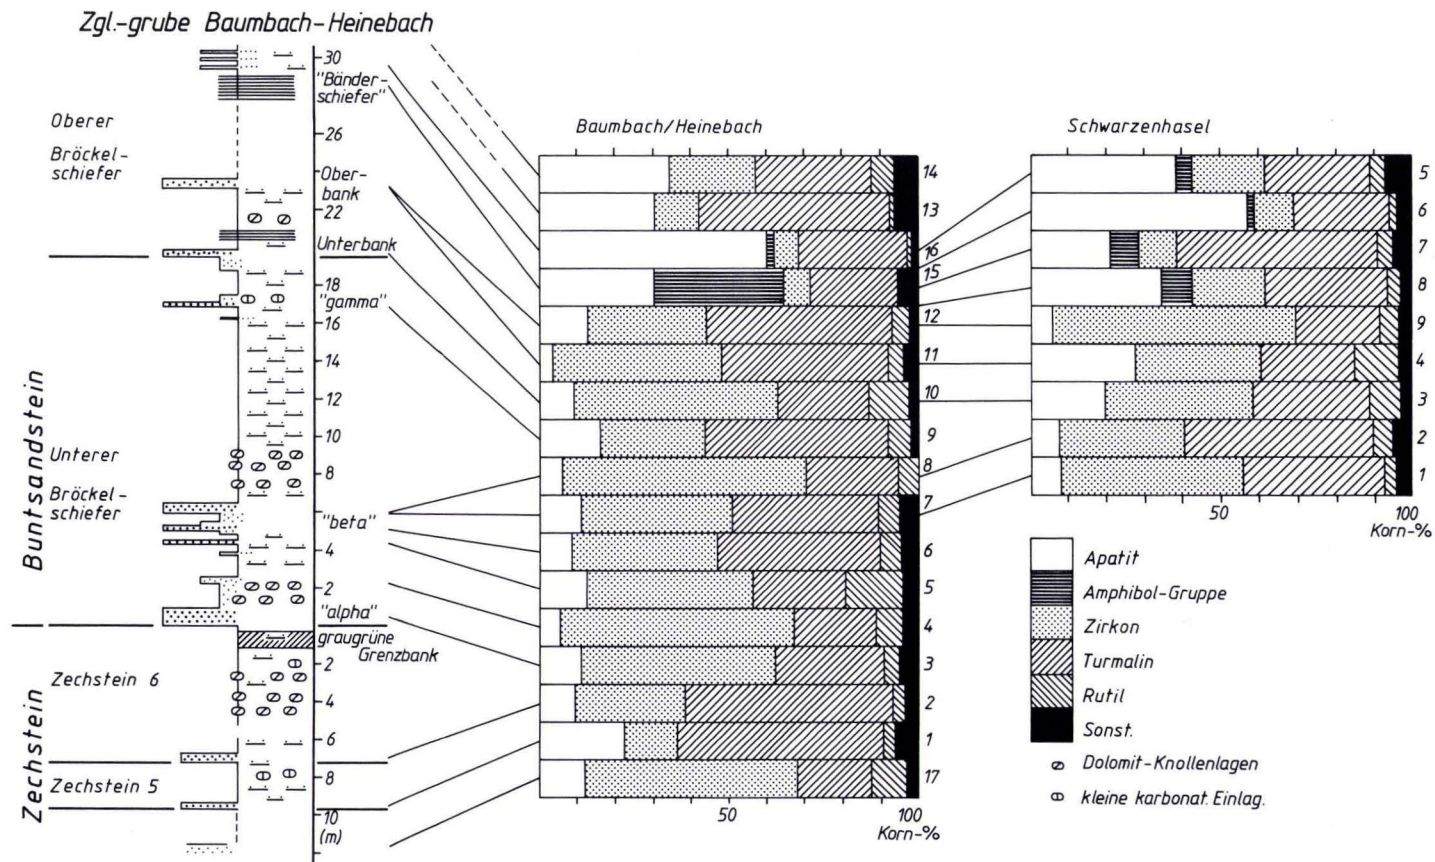 Zgl.-grube Baumbach-Heinebach
30
"Bänder-
schiefer"
Oberer
26
Bröckel-
schiefer
Ober-
bank
22
Unterbank
18
"gamma"
16
14
12
10
Unterer
8
Bröckel-
schiefer
"beta"
4
2
"alpha"
graugrüne
Grenzbank
2
Zechstein 6
4
6
Zechstein 5
8
10
(m)
Buntsandstein
Zechstein
Baumbach/Heinebach
14
13
16
15
12
11
10
9
8
7
6
5
4
3
2
1
17
50
100
Korn-%
Schwarzenhasel
5
6
7
8
9
4
3
2
1
50
100
Korn-%
Apatit
Amphibol-Gruppe
Zirkon
Turmalin
Rutil
Sonst.
Dolomit-Knollenlagen
kleine karbonat. Einlag.